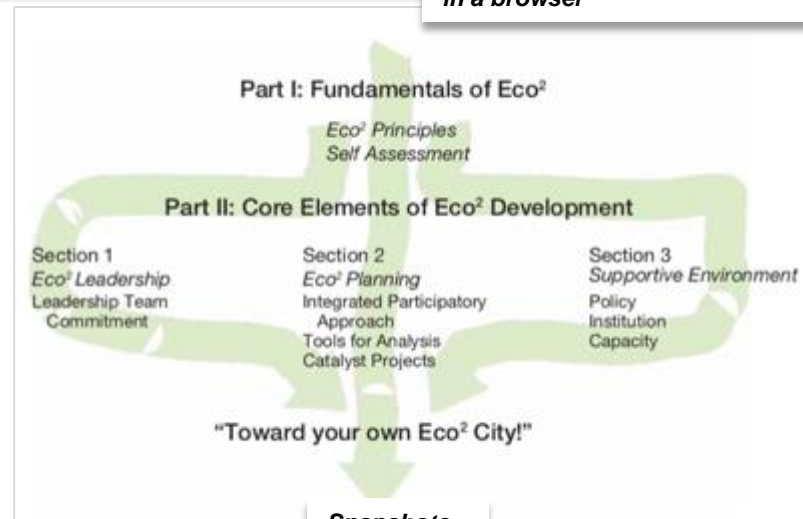 in a browser
Part I: Fundamentals of Eco²
Eco² Principles
Self Assessment
Part II: Core Elements of Eco² Development
Section 1
Eco² Leadership
Leadership Team
Commitment
Section 2
Eco² Planning
Integrated Participatory
Approach
Tools for Analysis
Catalyst Projects
Section 3
Supportive Environment
Policy
Institution
Capacity
“Toward your own Eco² City!”
Snapshots